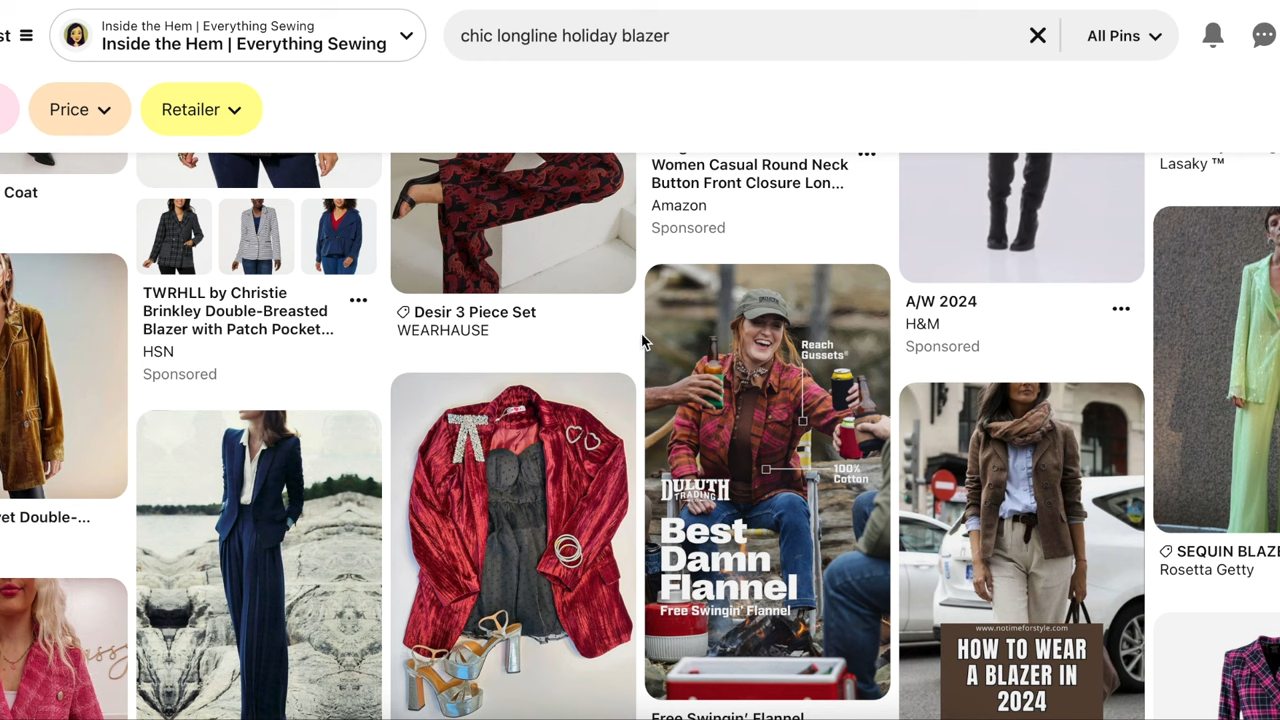 st
Inside the Hem | Everything Sewing
Inside the Hem | Everything Sewing
chic longline holiday blazer
All Pins
Price
Retailer
Coat
vet Double-...
TWRHLL by Christie
Brinkley Double-Breasted
Blazer with Patch Pocket...
HSN
Sponsored
Desir 3 Piece Set
WEARHAUSE
Women Casual Round Neck
Button Front Closure Lon...
Amazon
Sponsored
DULUTH
Reach
Gussets®
100%
Cotton
DULUTH
TRADING
Best
Damn
Flannel
Free Swingin' Flannel
Free Swingin' Flannel
A/W 2024
H&M
Sponsored
www.notimeforstyle.com
HOW TO WEAR
A BLAZER IN
2024
Lasaky ™
SEQUIN BLAZE
Rosetta Getty